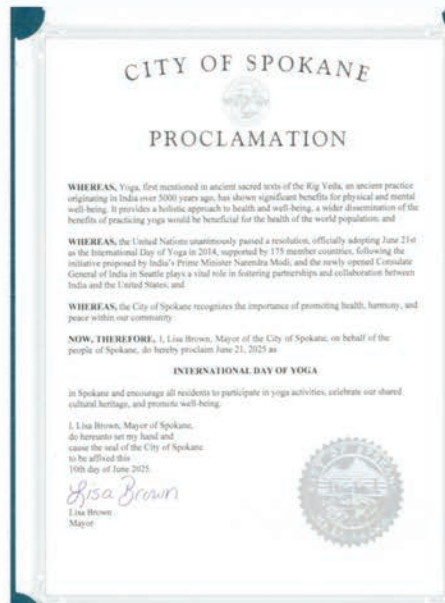 CITY OF SPOKANE
PROCLAMATION
WHEREAS, Yoga, first mentioned in ancient sacred texts of the Rig Veda, an ancient practice
originating in India over 5000 years ago, has shown significant benefits for physical and mental
well-being. It provides a holistic approach to health and well-being, a wider dissemination of the
benefits of practicing yoga would be beneficial for the health of the world population; and
WHEREAS, the United Nations unanimously passed a resolution, officially adopting June 21st
as the International Day of Yoga in 2014, supported by 175 member countries, following the
initiative proposed by India's Prime Minister Narendra Modi; and the newly opened Consulate
General of India in Seattle plays a vital role in fostering partnerships and collaboration between
India and the United States; and
WHEREAS, the City of Spokane recognizes the importance of promoting health, harmony, and
peace within our community
NOW, THEREFORE, I, Lisa Brown, Mayor of the City of Spokane, on behalf of the
people of Spokane, do hereby proclaim June 21, 2025 as
INTERNATIONAL DAY OF YOGA
in Spokane and encourage all residents to participate in yoga activities, celebrate our shared
cultural heritage, and promote well-being.
I, Lisa Brown, Mayor of Spokane,
do hereunto set my hand and
cause the seal of the City of Spokane
to be affixed this
10th day of June 2025.
Lisa Brown
Lisa Brown
Mayor